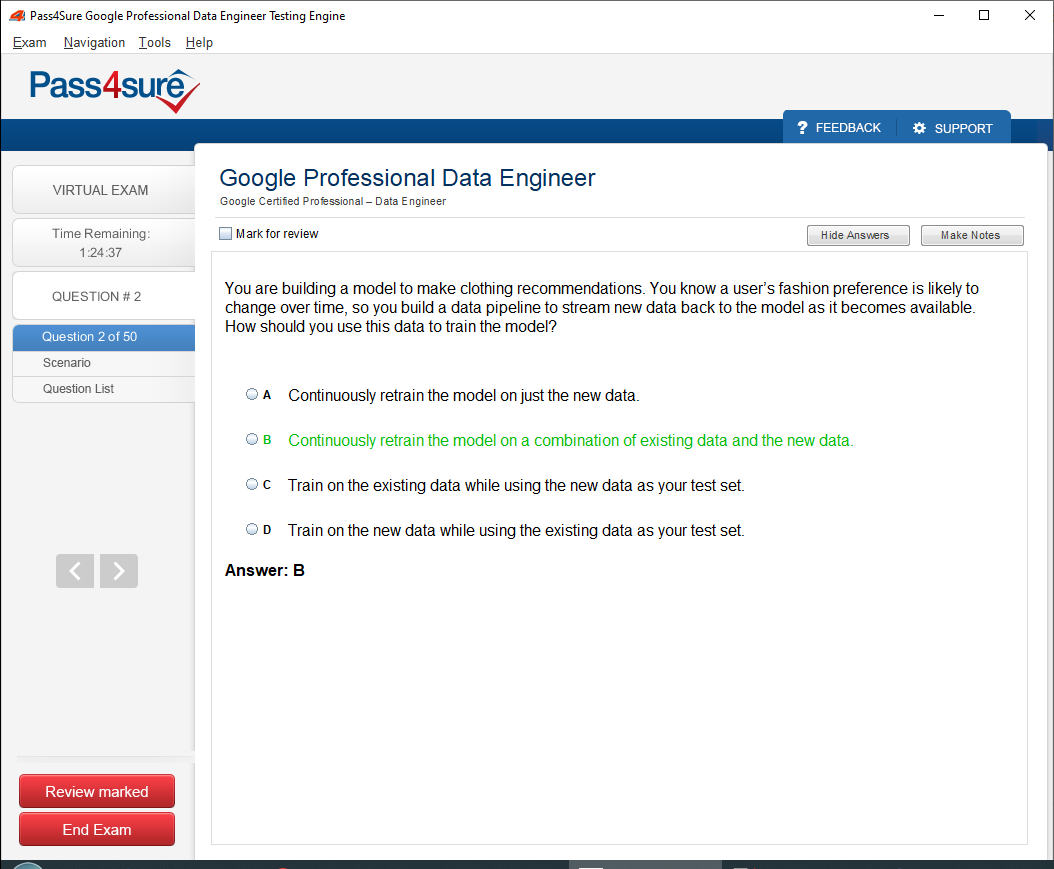 Pass4Sure Google Professional Data Engineer Testing Engine
Exam Navigation Tools Help
Pass4sure
? FEEDBACK SUPPORT
VIRTUAL EXAM
Time Remaining:
1:24:37
QUESTION # 2
Question 2 of 50
Scenario
Question List
Review marked
End Exam
Google Professional Data Engineer
Google Certified Professional – Data Engineer
Mark for review
Hide Answers Make Notes
You are building a model to make clothing recommendations. You know a user’s fashion preference is likely to
change over time, so you build a data pipeline to stream new data back to the model as it becomes available.
How should you use this data to train the model?
A Continuously retrain the model on just the new data.
B Continuously retrain the model on a combination of existing data and the new data.
C Train on the existing data while using the new data as your test set.
D Train on the new data while using the existing data as your test set.
Answer: B